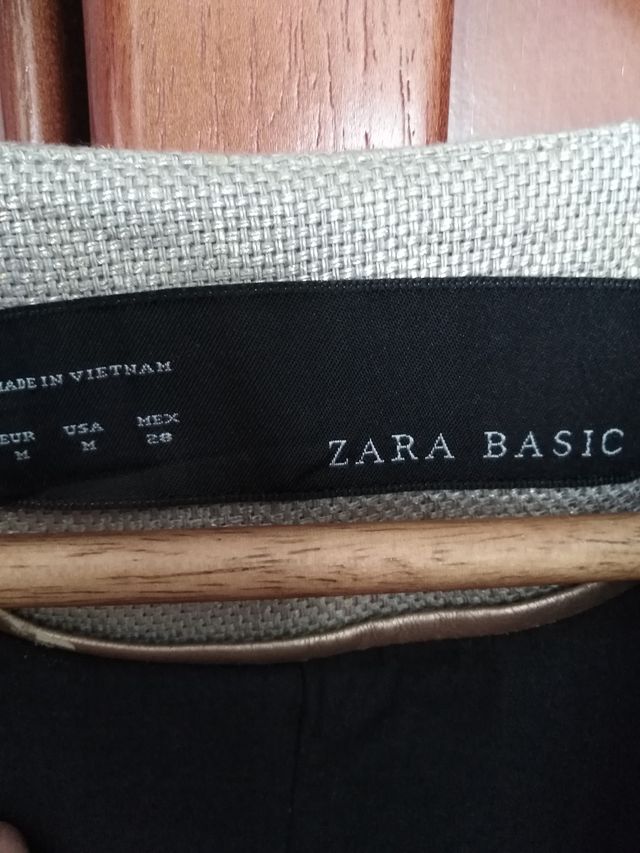 MADE IN VIETNAM
EUR USA MEX
M M 28
ZARA BASIC